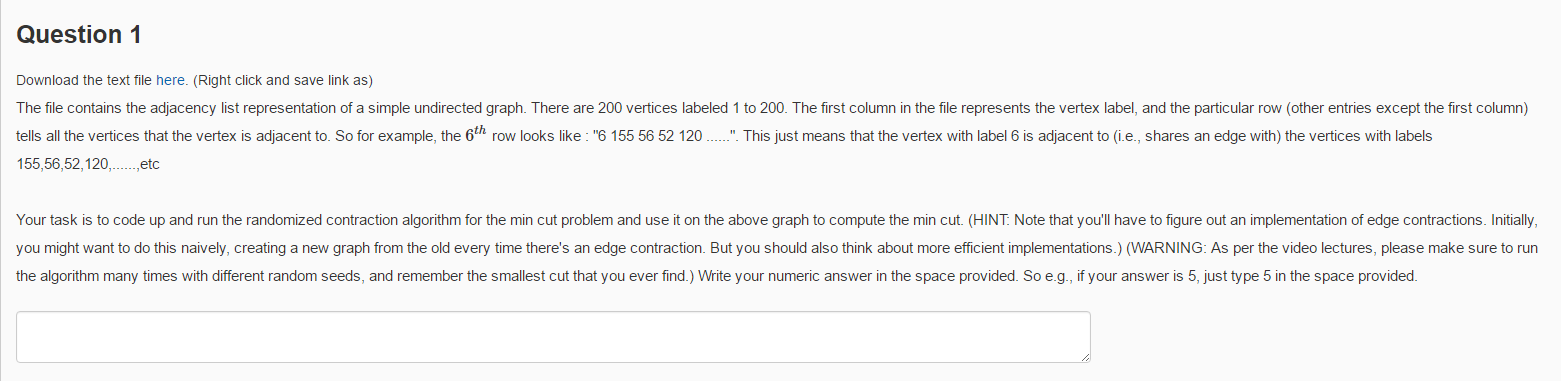 Question 1
Download the text file here. (Right click and save link as)
The file contains the adjacency list representation of a simple undirected graph. There are 200 vertices labeled 1 to 200. The first column in the file represents the vertex label, and the particular row (other entries except the first column)
tells all the vertices that the vertex is adjacent to. So for example, the 6th row looks like : "6 155 56 52 120 ......". This just means that the vertex with label 6 is adjacent to (i.e., shares an edge with) the vertices with labels
155,56,52,120,......,etc
Your task is to code up and run the randomized contraction algorithm for the min cut problem and use it on the above graph to compute the min cut. (HINT: Note that you'll have to figure out an implementation of edge contractions. Initially,
you might want to do this naively, creating a new graph from the old every time there's an edge contraction. But you should also think about more efficient implementations.) (WARNING: As per the video lectures, please make sure to run
the algorithm many times with different random seeds, and remember the smallest cut that you ever find.) Write your numeric answer in the space provided. So e.g., if your answer is 5, just type 5 in the space provided.